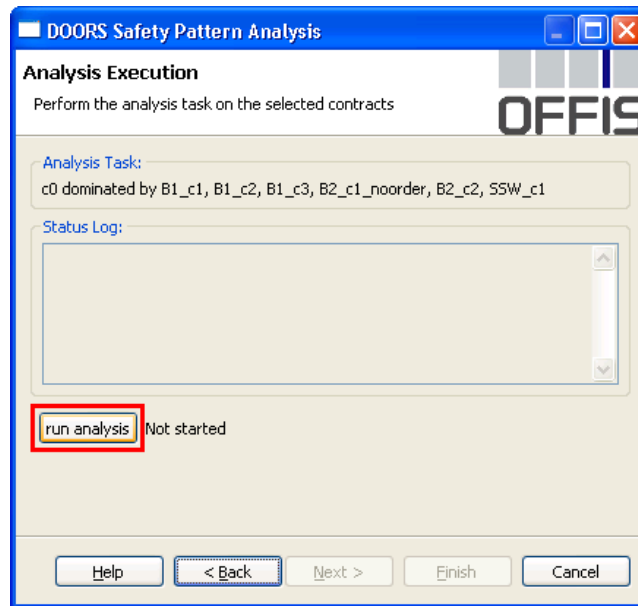 DOORS Safety Pattern Analysis
Analysis Execution
Perform the analysis task on the selected contracts
OFFIS
Analysis Task:
c0 dominated by B1_c1, B1_c2, B1_c3, B2_c1_noorder, B2_c2, SSW_c1
Status Log:
run analysis Not started
Help < Back Next > Finish Cancel